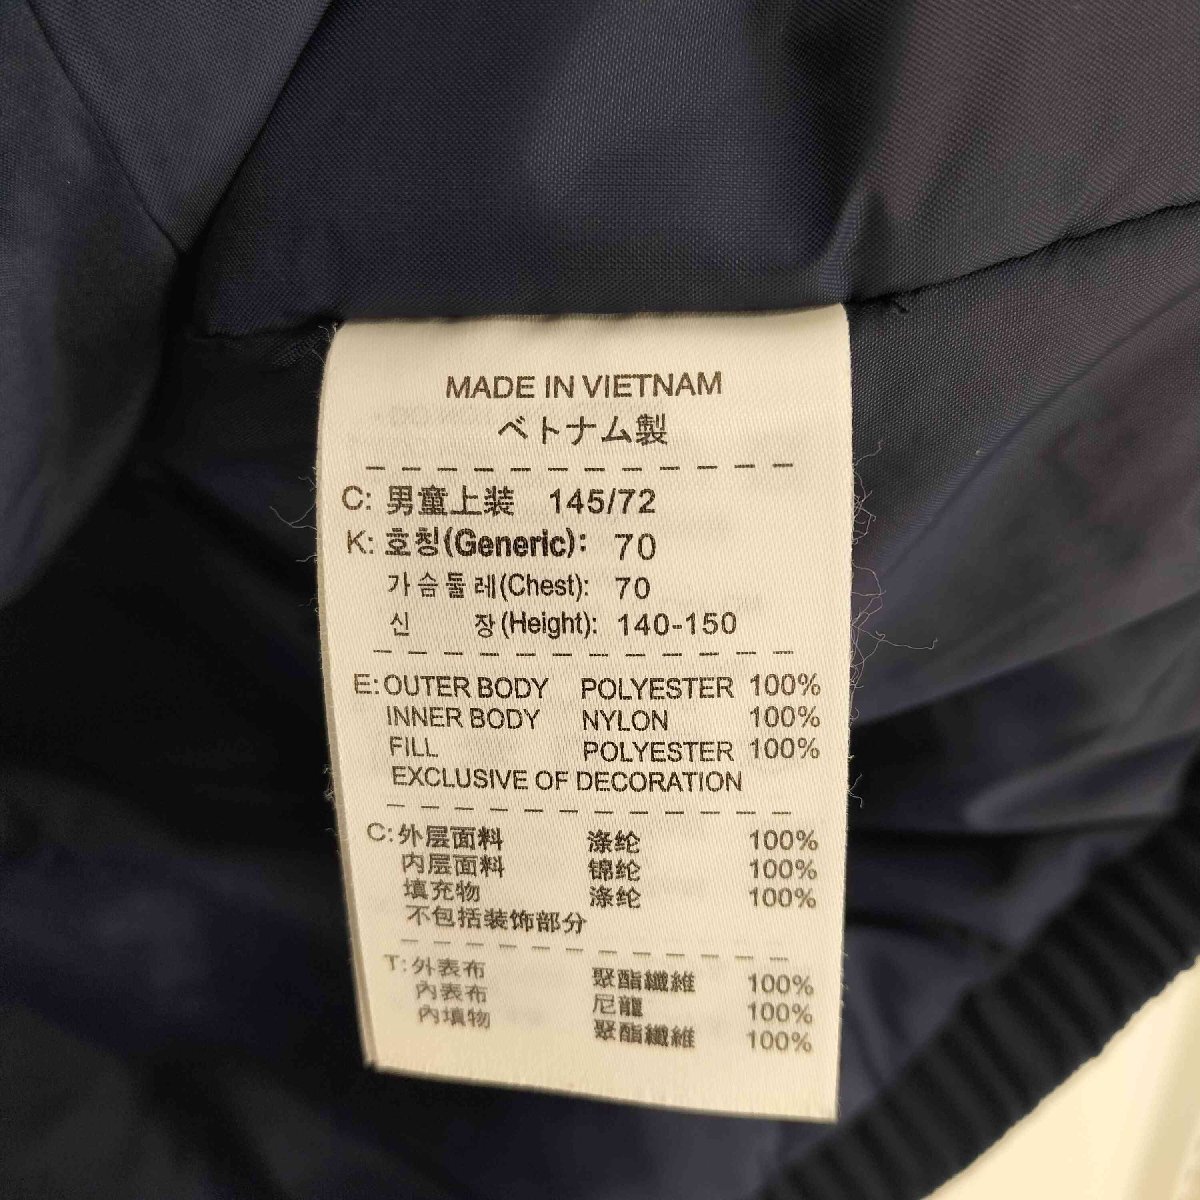 MADE IN VIETNAM
ベトナム製
C: 男童上装 145/72
K: 호칭(Generic): 70
가슴둘레(Chest): 70
신 장(Height): 140-150
E: OUTER BODY POLYESTER 100%
INNER BODY NYLON 100%
FILL POLYESTER 100%
EXCLUSIVE OF DECORATION
C: 外层面料 涤纶 100%
内层面料 锦纶 100%
填充物 涤纶 100%
不包括装饰部分
T: 外表布 聚酯纖維 100%
內表布 尼龍 100%
內填物 聚酯纖維 100%